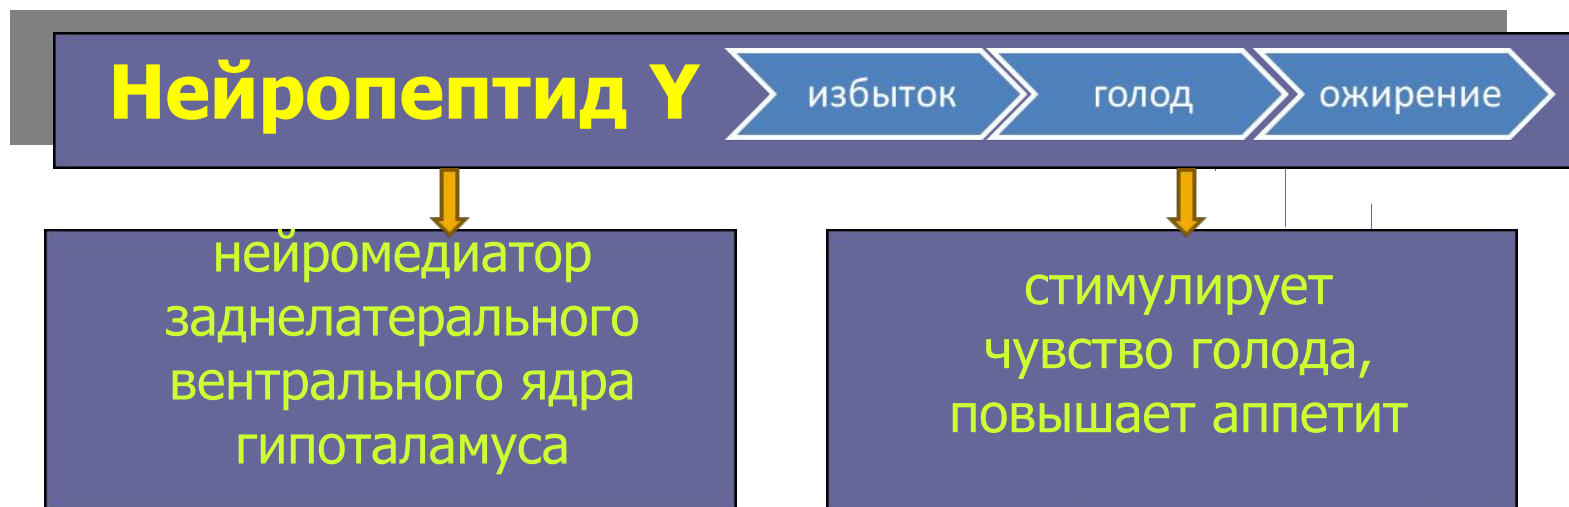 Нейропептид Y избыток голод ожирение
нейромедиатор
заднелатерального
вентрального ядра
гипоталамуса
стимулирует
чувство голода,
повышает аппетит